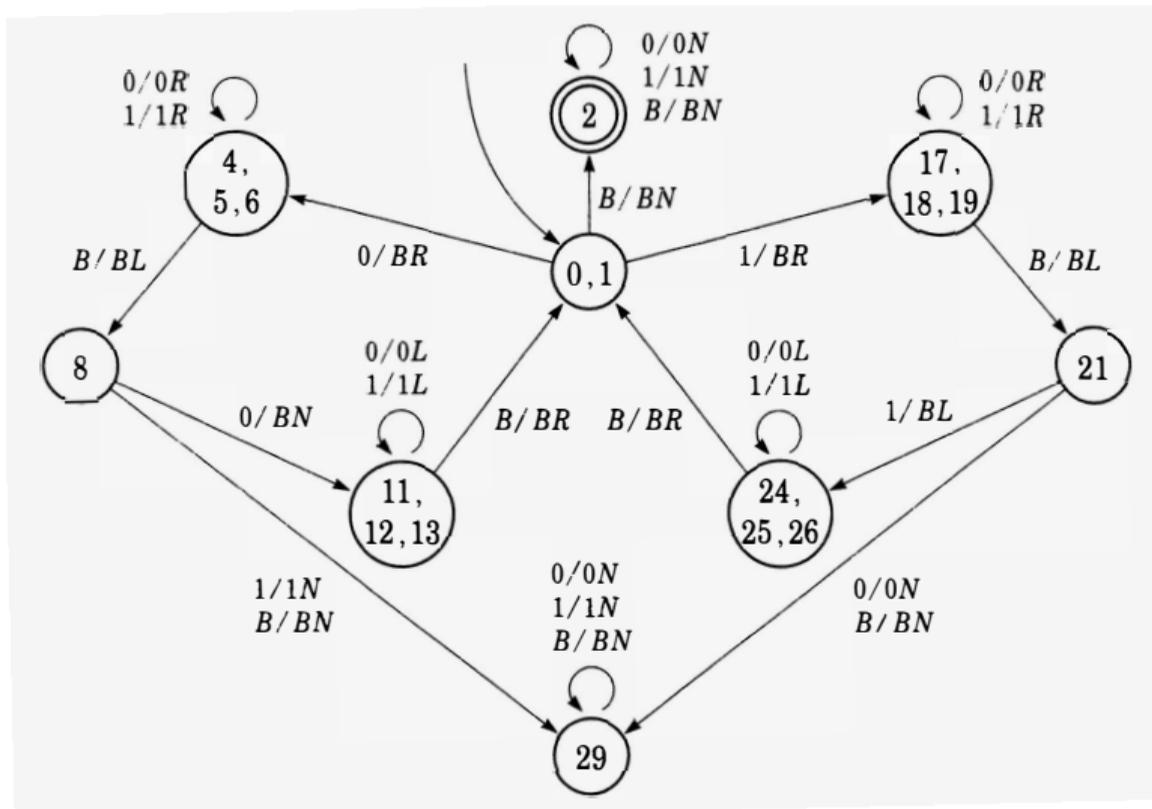 0/0R
1/1R
0/0N
1/1N
B/BN
0/0R
1/1R
2
4,
5,6
17,
18,19
B/BN
0/BR
1/BR
B/BL
B/BL
0,1
8
21
0/0L
1/1L
0/0L
1/1L
0/BN
B/BR
B/BR
1/BL
11,
12,13
24,
25,26
1/1N
B/BN
0/0N
1/1N
B/BN
0/0N
B/BN
29